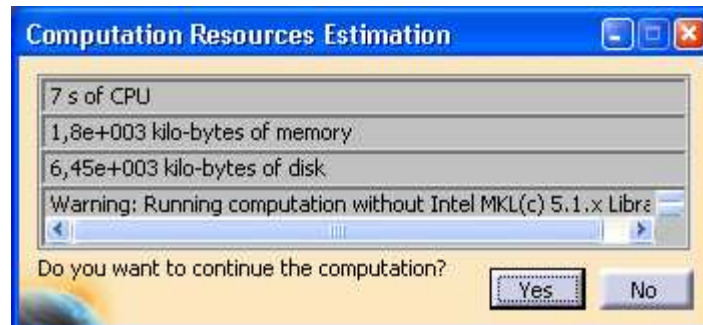 Computation Resources Estimation
7 s of CPU
1,8e+003 kilo-bytes of memory
6,45e+003 kilo-bytes of disk
Warning: Running computation without Intel MKL(c) 5.1.x Libra
Do you want to continue the computation?
Yes No